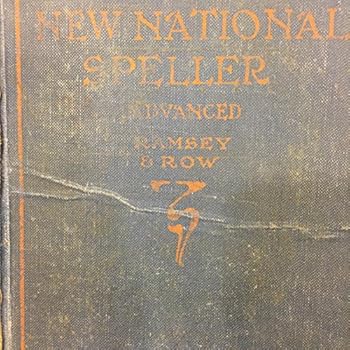 NEW NATIONAL
SPELLER
ADVANCED
RAMSEY
& ROW